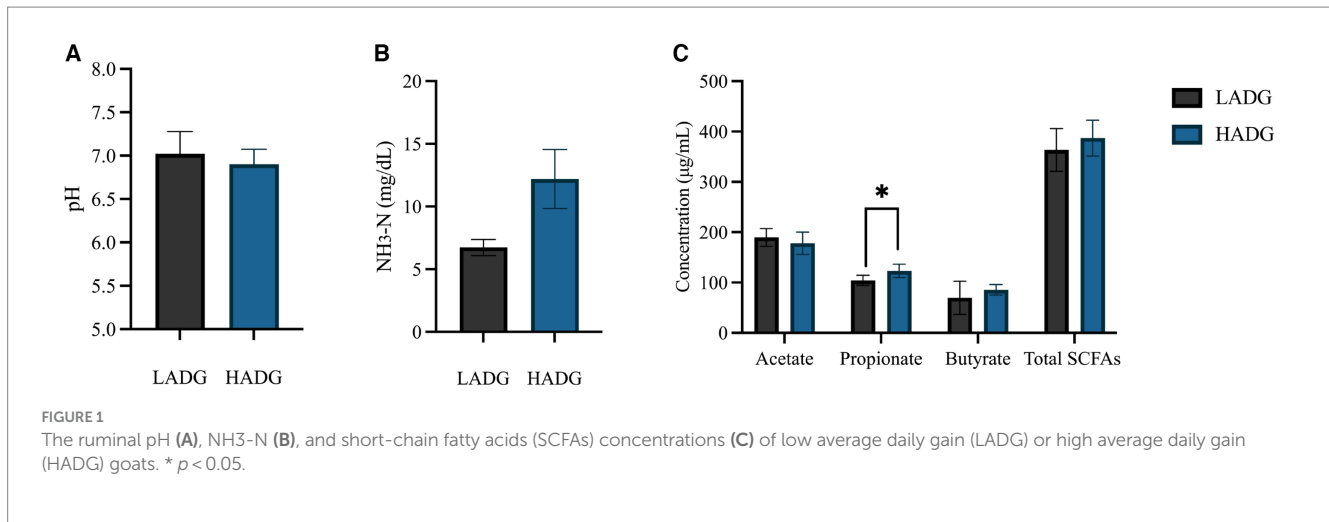 A
8.0
7.5
7.0
6.5
6.0
5.5
5.0
pH
LADG HADG
B
20
15
10
5
0
NH3-N (mg/dL)
LADG HADG
C
500
400
300
200
100
0
Concentration (μg/mL)
*
Acetate Propionate Butyrate Total SCFAs
LADG
HADG
FIGURE 1
The ruminal pH (A), NH3-N (B), and short-chain fatty acids (SCFAs) concentrations (C) of low average daily gain (LADG) or high average daily gain
(HADG) goats. * p < 0.05.